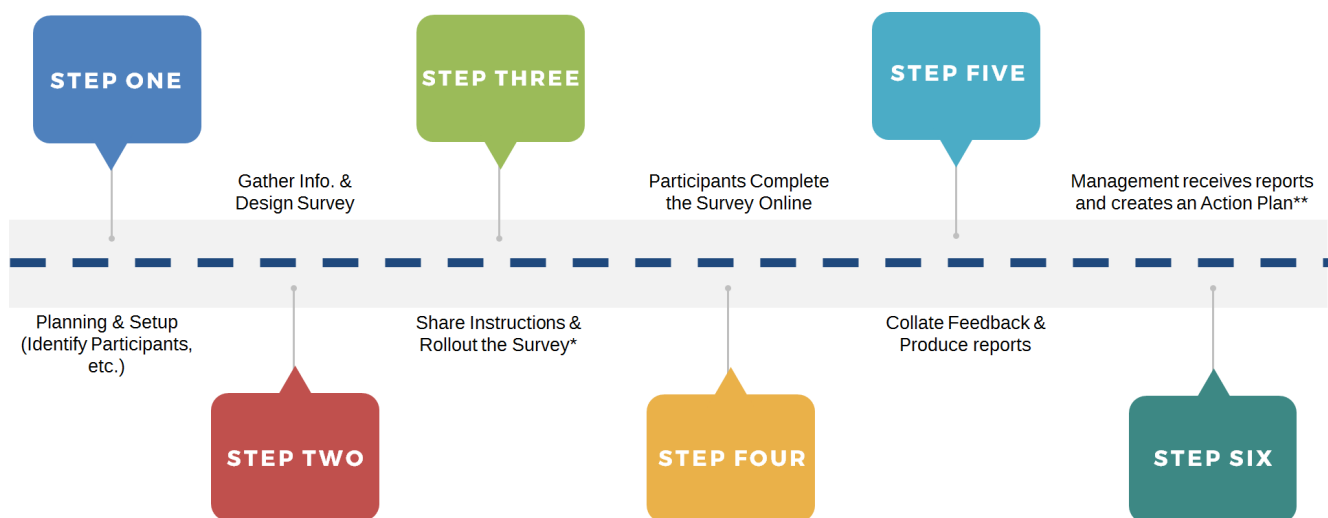 STEP ONE
Planning & Setup
(Identify Participants,
etc.)
Gather Info. &
Design Survey
STEP TWO
STEP THREE
Share Instructions &
Rollout the Survey*
Participants Complete
the Survey Online
STEP FOUR
STEP FIVE
Collate Feedback &
Produce reports
Management receives reports
and creates an Action Plan**
STEP SIX